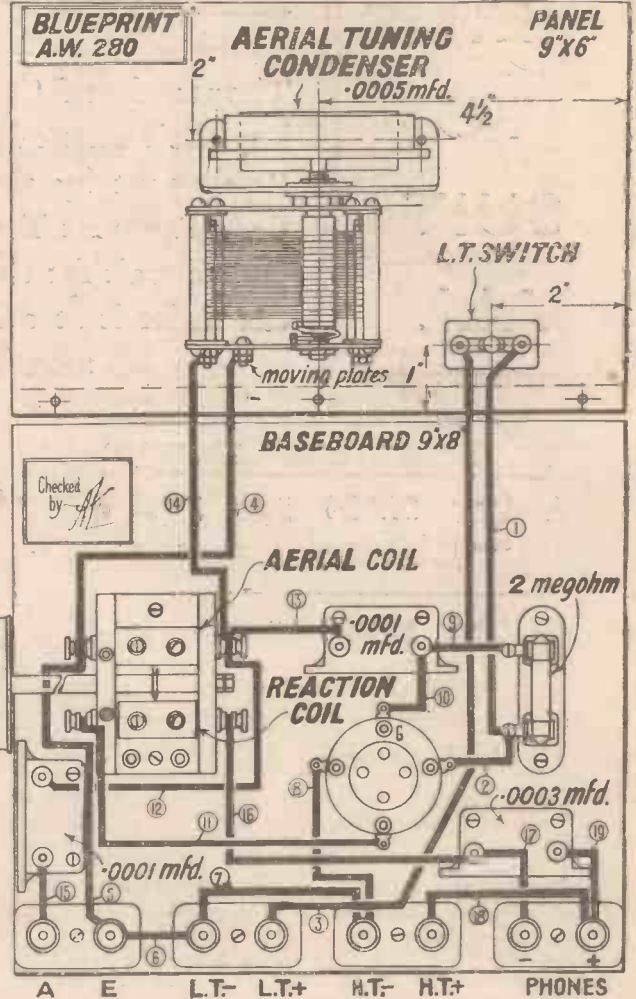 BLUEPRINT
A.W. 280
PANEL
9"x6"
AERIAL TUNING
CONDENSER
.0005 mfd.
2"
4½"
L.T. SWITCH
2"
moving plates
1"
BASEBOARD 9"x8"
Checked
by
14
4
1
AERIAL COIL
13
.0001
mfd.
9
2 megohm
10
REACTION
COIL
G
8
2
12
16
11
.0003 mfd.
17
19
.0001 mfd.
15
5
7
6
3
18
- +
A E L.T.- L.T.+ H.T.- H.T.+ PHONES